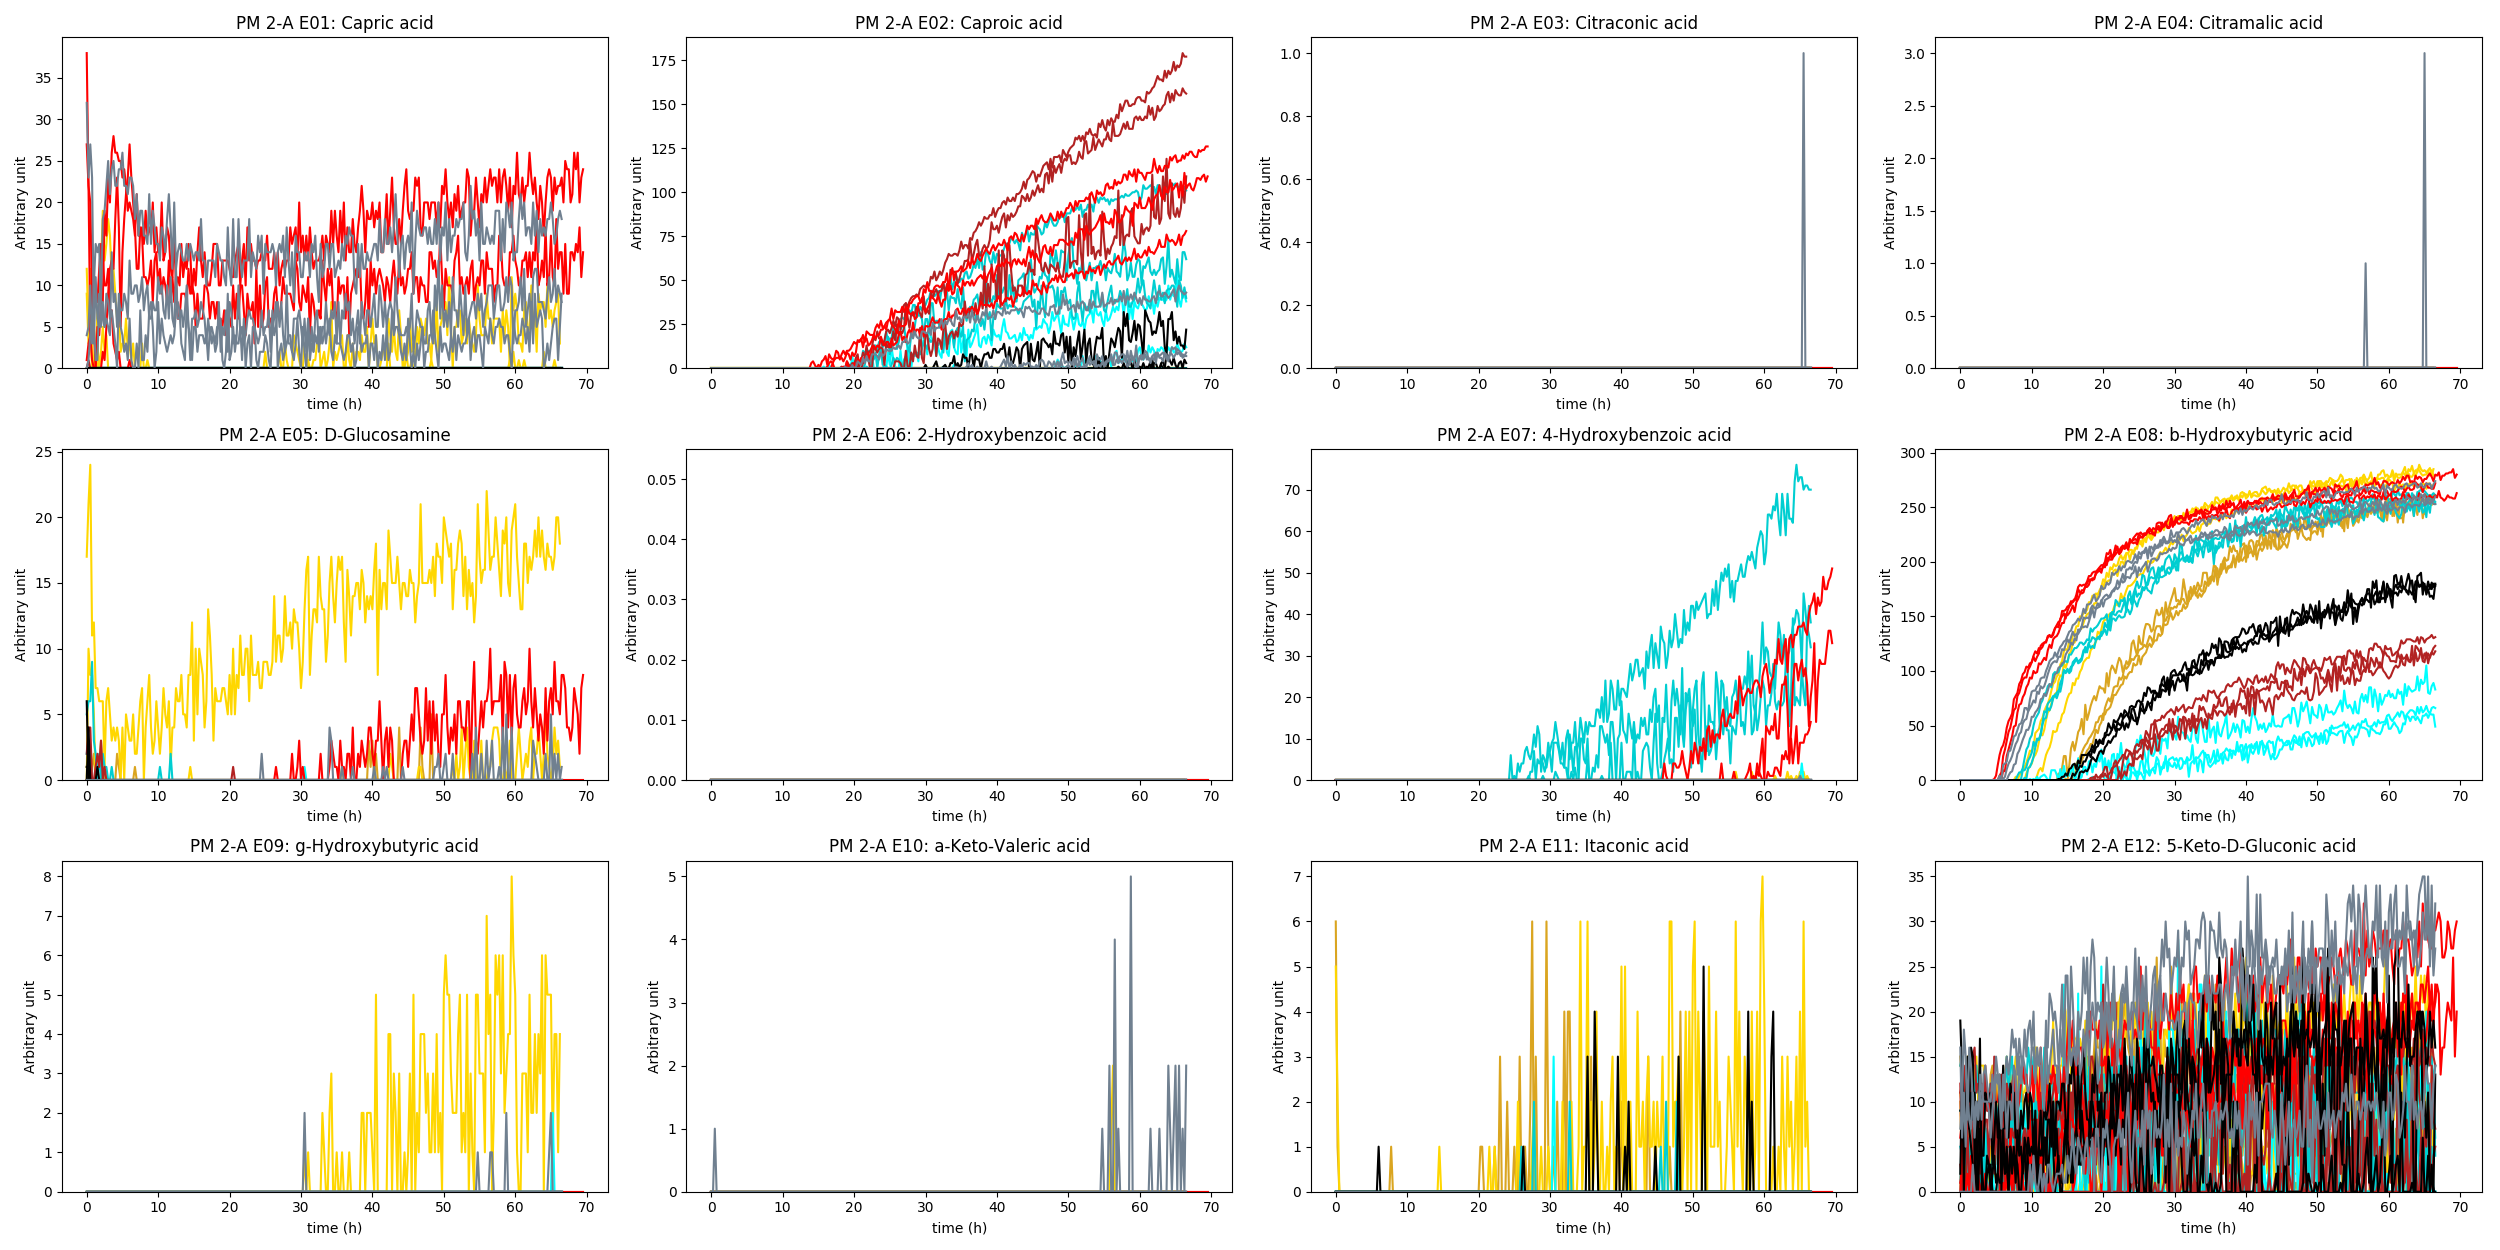 PM 2-A E01: Capric acid
PM 2-A E02: Caproic acid
PM 2-A E03: Citraconic acid
PM 2-A E04: Citramalic acid
Arbitrary unit
35
30
25
20
15
10
5
0
0 10 20 30 40 50 60 70
time (h)
Arbitrary unit
175
150
125
100
75
50
25
0
0 10 20 30 40 50 60 70
time (h)
Arbitrary unit
1.0
0.8
0.6
0.4
0.2
0.0
0 10 20 30 40 50 60 70
time (h)
Arbitrary unit
3.0
2.5
2.0
1.5
1.0
0.5
0.0
0 10 20 30 40 50 60 70
time (h)
PM 2-A E05: D-Glucosamine
PM 2-A E06: 2-Hydroxybenzoic acid
PM 2-A E07: 4-Hydroxybenzoic acid
PM 2-A E08: b-Hydroxybutyric acid
Arbitrary unit
25
20
15
10
5
0
0 10 20 30 40 50 60 70
time (h)
Arbitrary unit
0.05
0.04
0.03
0.02
0.01
0.00
0 10 20 30 40 50 60 70
time (h)
Arbitrary unit
70
60
50
40
30
20
10
0
0 10 20 30 40 50 60 70
time (h)
Arbitrary unit
300
250
200
150
100
50
0
0 10 20 30 40 50 60 70
time (h)
PM 2-A E09: g-Hydroxybutyric acid
PM 2-A E10: a-Keto-Valeric acid
PM 2-A E11: Itaconic acid
PM 2-A E12: 5-Keto-D-Gluconic acid
Arbitrary unit
8
7
6
5
4
3
2
1
0
0 10 20 30 40 50 60 70
time (h)
Arbitrary unit
5
4
3
2
1
0
0 10 20 30 40 50 60 70
time (h)
Arbitrary unit
7
6
5
4
3
2
1
0
0 10 20 30 40 50 60 70
time (h)
Arbitrary unit
35
30
25
20
15
10
5
0
0 10 20 30 40 50 60 70
time (h)